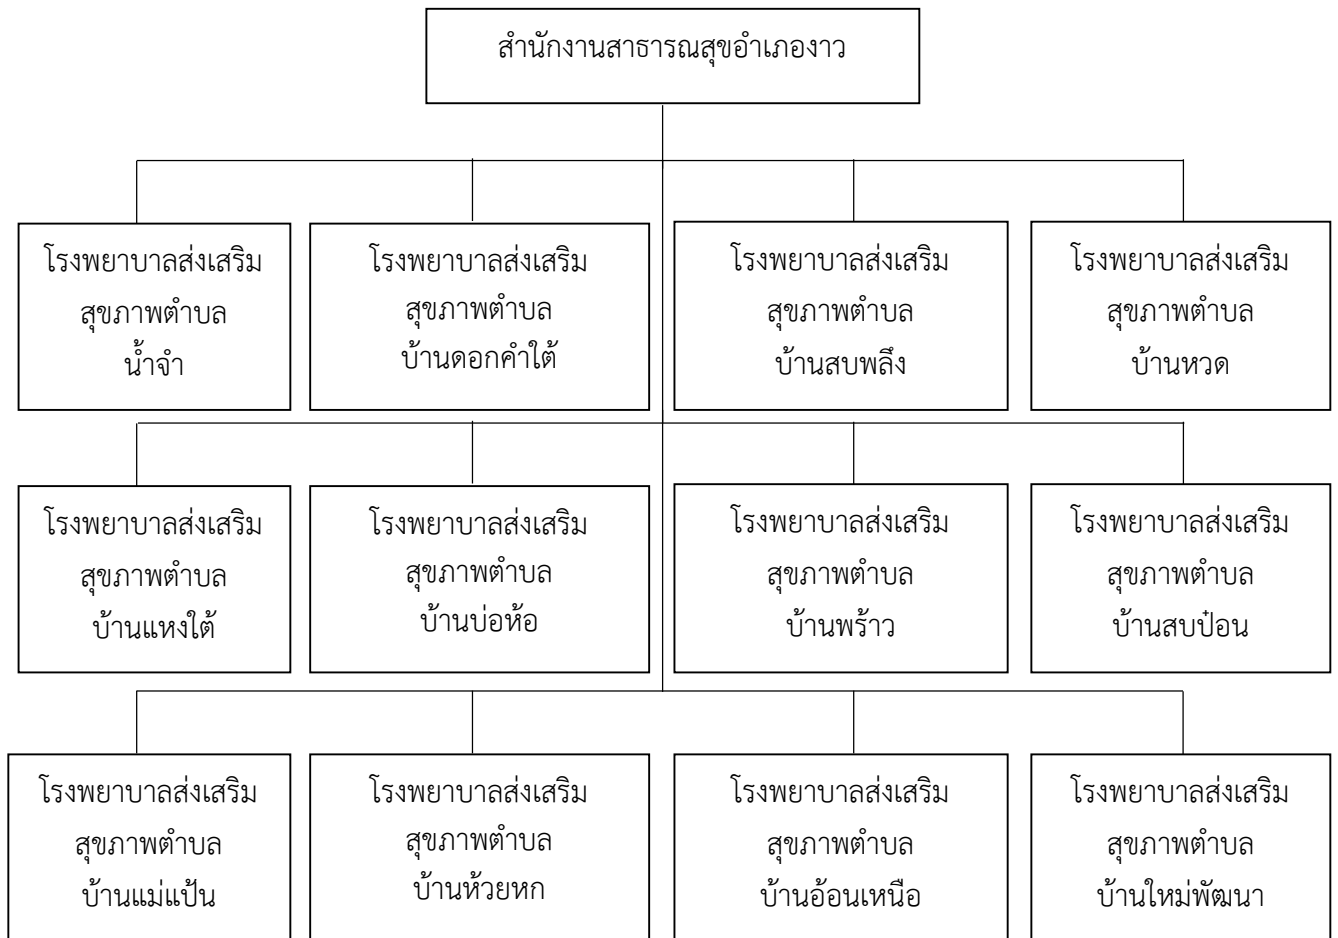 สำนักงานสาธารณสุขอำเภองาว
โรงพยาบาลส่งเสริม
สุขภาพตำบล
น้ำจำ
โรงพยาบาลส่งเสริม
สุขภาพตำบล
บ้านดอกคำใต้
โรงพยาบาลส่งเสริม
สุขภาพตำบล
บ้านสบพลึง
โรงพยาบาลส่งเสริม
สุขภาพตำบล
บ้านหวด
โรงพยาบาลส่งเสริม
สุขภาพตำบล
บ้านแหงใต้
โรงพยาบาลส่งเสริม
สุขภาพตำบล
บ้านบ่อห้อ
โรงพยาบาลส่งเสริม
สุขภาพตำบล
บ้านพร้าว
โรงพยาบาลส่งเสริม
สุขภาพตำบล
บ้านสบป๋อน
โรงพยาบาลส่งเสริม
สุขภาพตำบล
บ้านแม่แป้น
โรงพยาบาลส่งเสริม
สุขภาพตำบล
บ้านห้วยหก
โรงพยาบาลส่งเสริม
สุขภาพตำบล
บ้านอ้อนเหนือ
โรงพยาบาลส่งเสริม
สุขภาพตำบล
บ้านใหม่พัฒนา